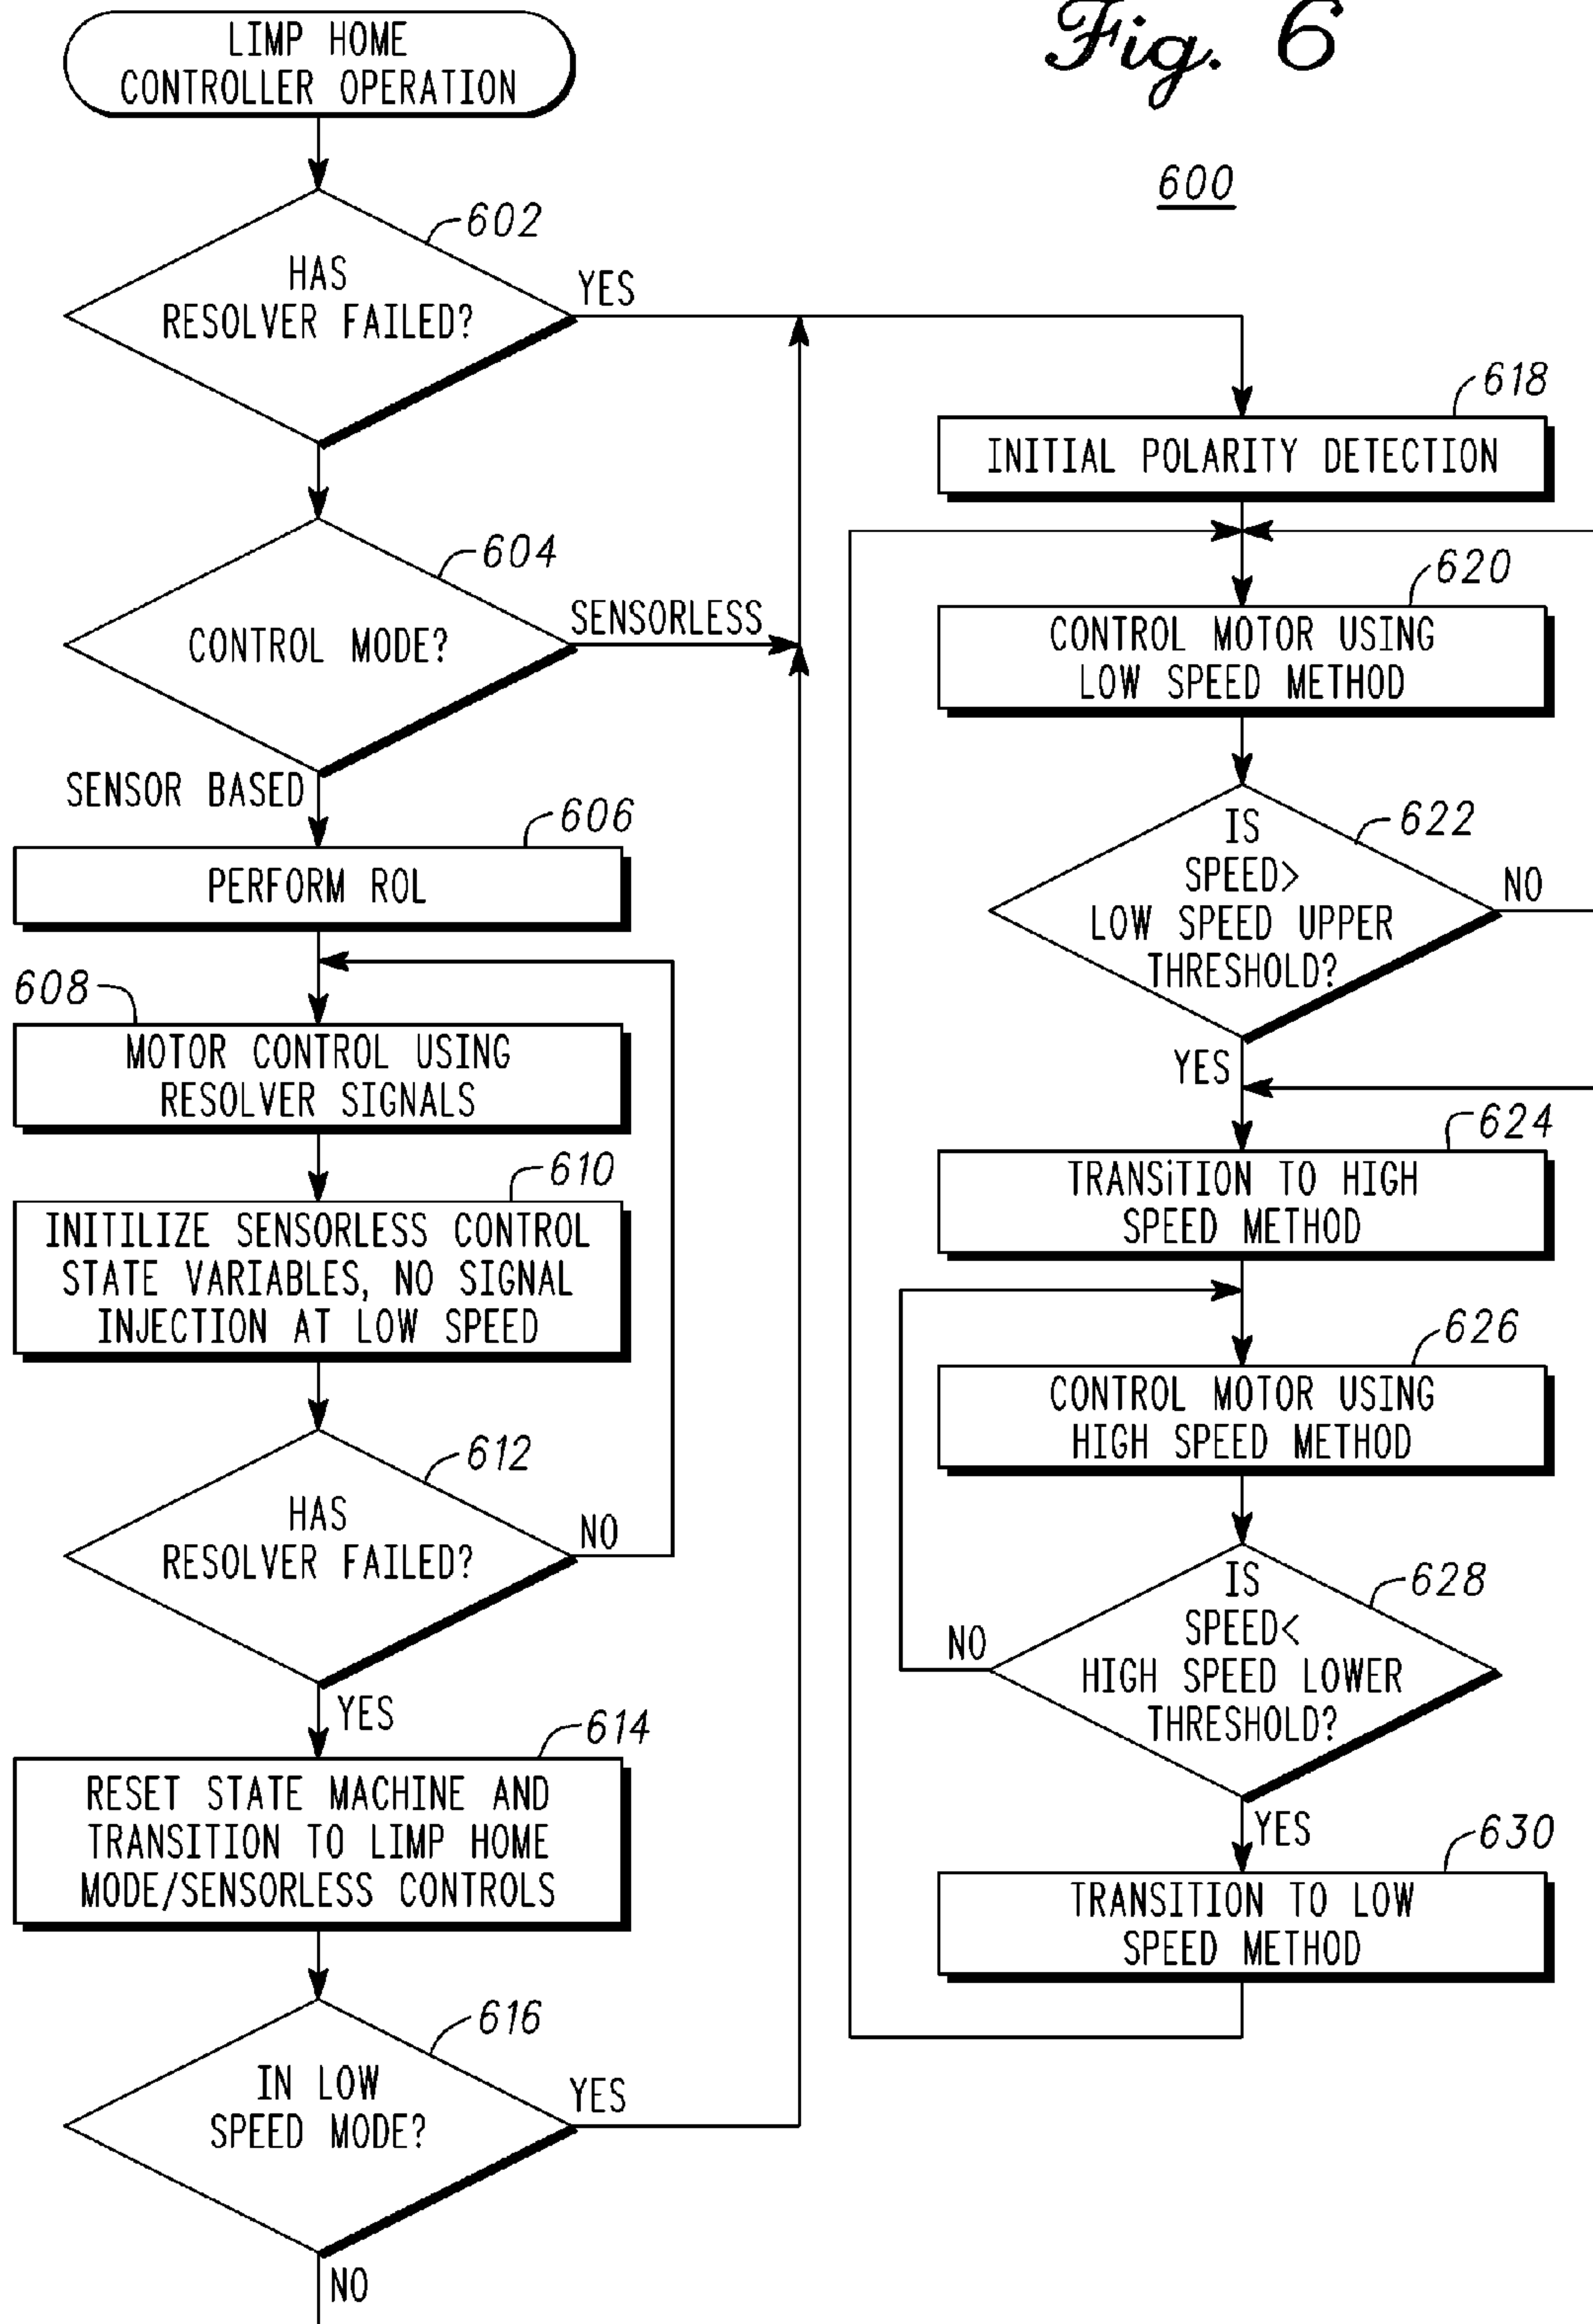 Fig. 6
600
LIMP HOME
CONTROLLER OPERATION
602
HAS
RESOLVER FAILED?
YES
604
CONTROL MODE?
SENSORLESS
SENSOR BASED
606
PERFORM ROL
608
MOTOR CONTROL USING
RESOLVER SIGNALS
610
INITILIZE SENSORLESS CONTROL
STATE VARIABLES, NO SIGNAL
INJECTION AT LOW SPEED
612
HAS
RESOLVER FAILED?
NO
YES
614
RESET STATE MACHINE AND
TRANSITION TO LIMP HOME
MODE/SENSORLESS CONTROLS
616
IN LOW
SPEED MODE?
YES
NO
618
INITIAL POLARITY DETECTION
620
CONTROL MOTOR USING
LOW SPEED METHOD
622
IS
SPEED>
LOW SPEED UPPER
THRESHOLD?
NO
YES
624
TRANSiTION TO HIGH
SPEED METHOD
626
CONTROL MOTOR USING
HIGH SPEED METHOD
628
IS
SPEED<
HIGH SPEED LOWER
THRESHOLD?
NO
YES
630
TRANSITION TO LOW
SPEED METHOD